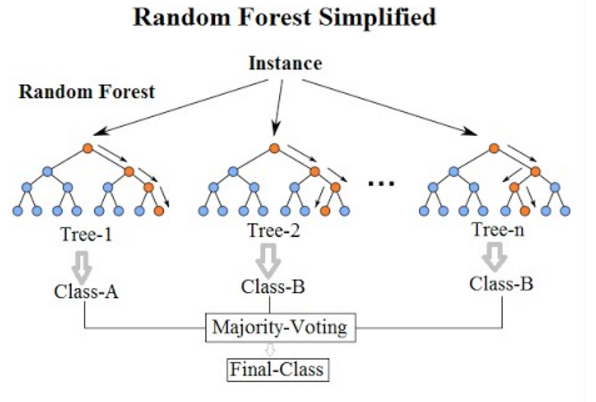 Random Forest Simplified
Instance
Random Forest
...
Tree-1
Tree-2
Tree-n
Class-A
Class-B
Class-B
Majority-Voting
Final-Class